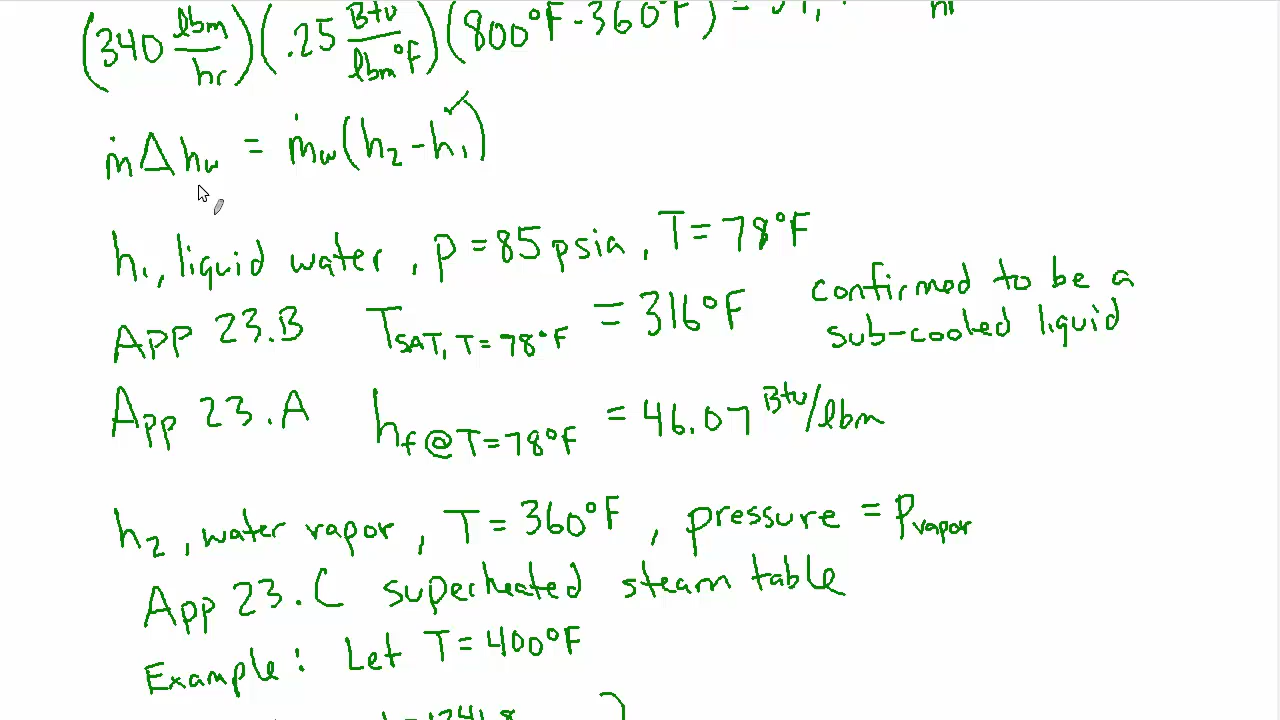 (340 lbm/hr)(.25 Btu/lbm°F)(800°F-360°F) =
ṁΔhw = ṁw(h2-h1)
h1, liquid water, p=85 psia, T=78°F
APP 23.B TSAT, T=78°F = 316°F confirmed to be a
sub-cooled liquid
App 23.A hf@T=78°F = 46.07 Btu/lbm
h2, water vapor, T=360°F, pressure = Pvapor
App 23.C superheated steam table
Example: Let T=400°F
h=1241.8